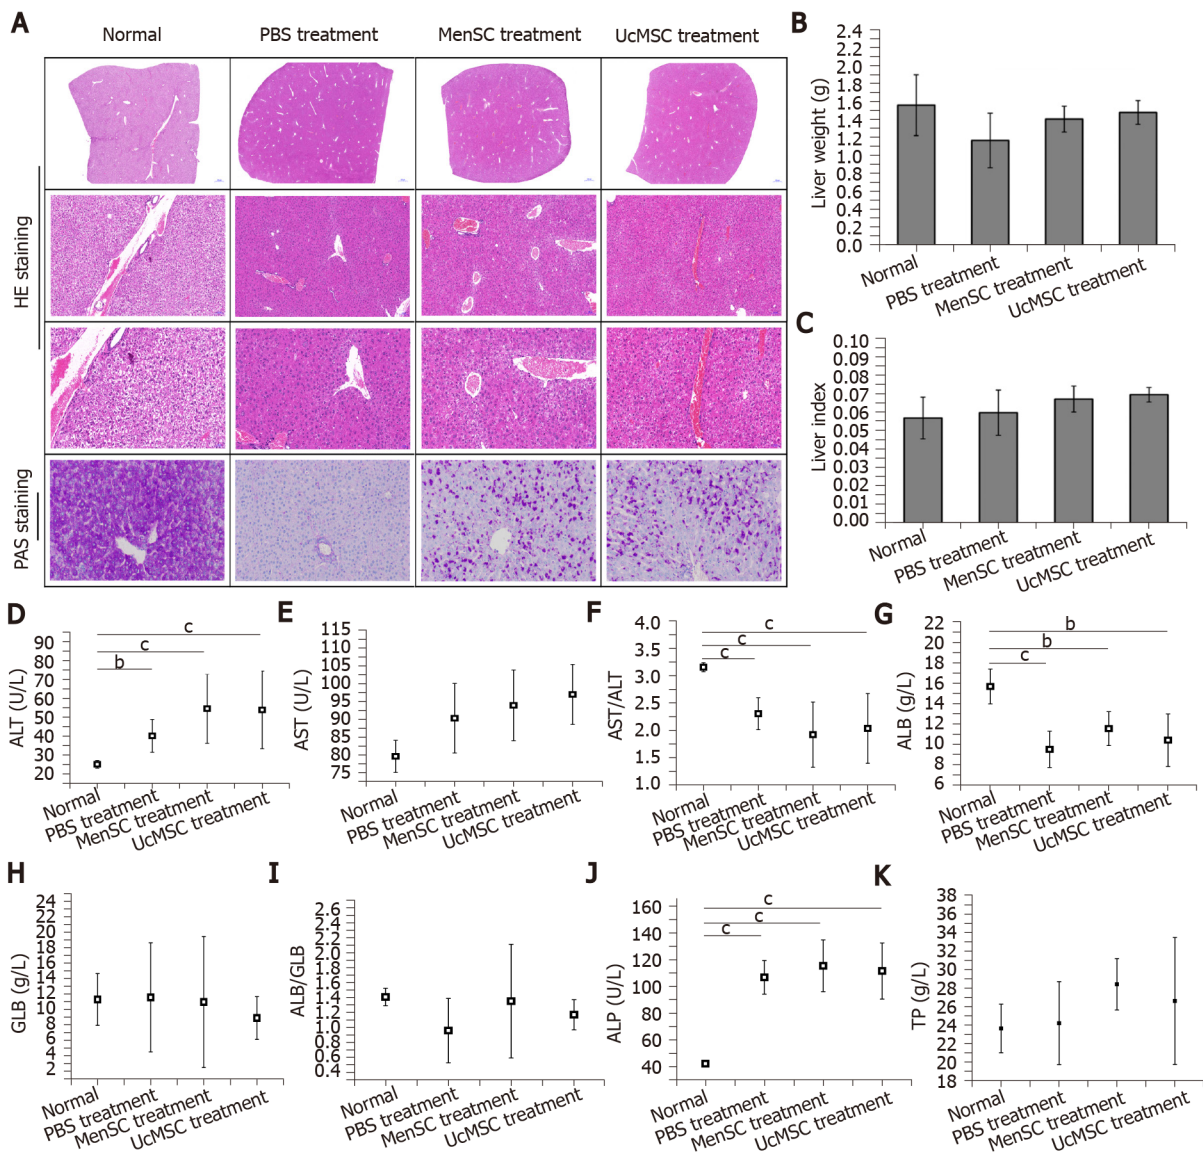 A
Normal
PBS treatment
MenSC treatment
UcMSC treatment
HE staining
PAS staining
B
Liver weight (g)
2.4
2.2
2.0
1.8
1.6
1.4
1.2
1.0
0.8
0.6
0.4
0.2
0.0
Normal
PBS treatment
MenSC treatment
UcMSC treatment
C
Liver index
0.10
0.09
0.08
0.07
0.06
0.05
0.04
0.03
0.02
0.01
0.00
Normal
PBS treatment
MenSC treatment
UcMSC treatment
D
ALT (U/L)
90
80
70
60
50
40
30
20
c
c
b
Normal
PBS treatment
MenSC treatment
UcMSC treatment
E
AST (U/L)
115
110
105
100
95
90
85
80
75
Normal
PBS treatment
MenSC treatment
UcMSC treatment
F
AST/ALT
4.0
3.5
3.0
2.5
2.0
1.5
1.0
c
c
c
Normal
PBS treatment
MenSC treatment
UcMSC treatment
G
ALB (g/L)
22
20
18
16
14
12
10
8
6
b
b
c
Normal
PBS treatment
MenSC treatment
UcMSC treatment
H
GLB (g/L)
24
22
20
18
16
14
12
10
8
6
4
2
Normal
PBS treatment
MenSC treatment
UcMSC treatment
I
ALB/GLB
2.6
2.4
2.2
2.0
1.8
1.6
1.4
1.2
1.0
0.8
0.6
0.4
Normal
PBS treatment
MenSC treatment
UcMSC treatment
J
ALP (U/L)
160
140
120
100
80
60
40
c
c
c
Normal
PBS treatment
MenSC treatment
UcMSC treatment
K
TP (g/L)
38
36
34
32
30
28
26
24
22
20
18
Normal
PBS treatment
MenSC treatment
UcMSC treatment